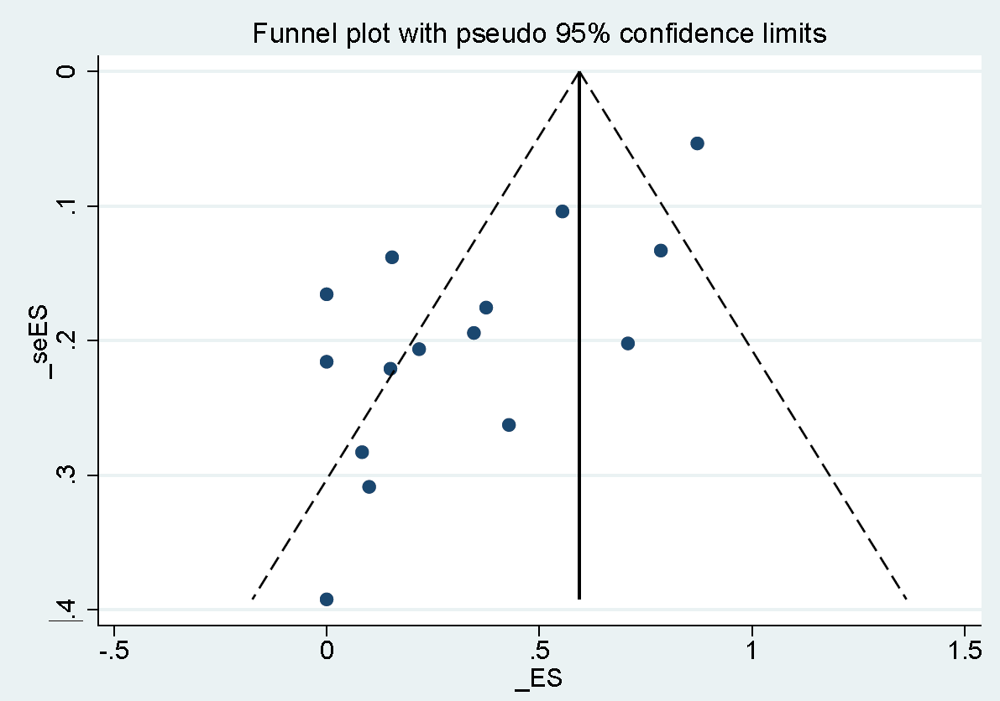 Funnel plot with pseudo 95% confidence limits
0
.1
.2
.3
.4
_seES
-.5 0 .5 1 1.5
_ES